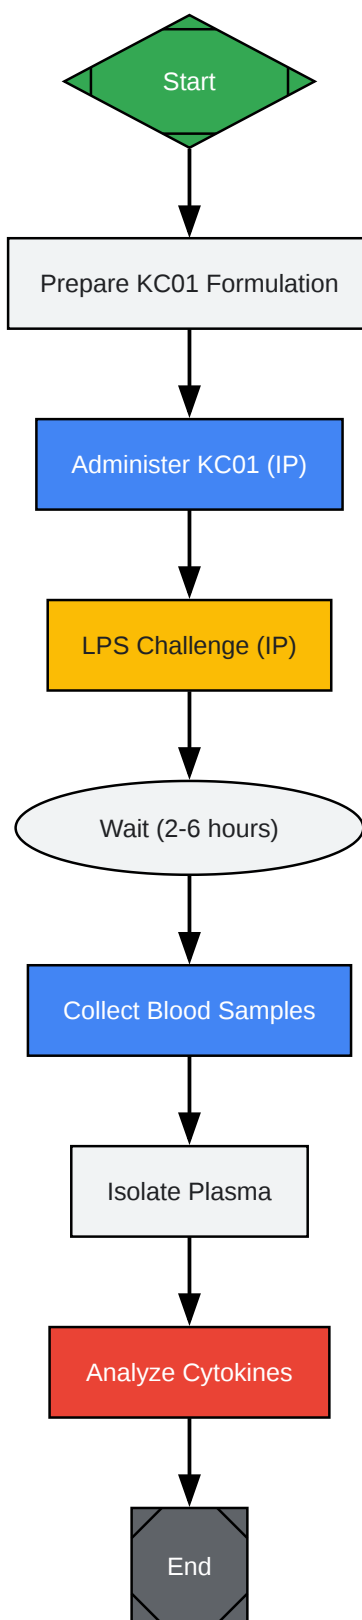 Start
Prepare KC01 Formulation
Administer KC01 (IP)
LPS Challenge (IP)
Wait (2-6 hours)
Collect Blood Samples
Isolate Plasma
Analyze Cytokines
End